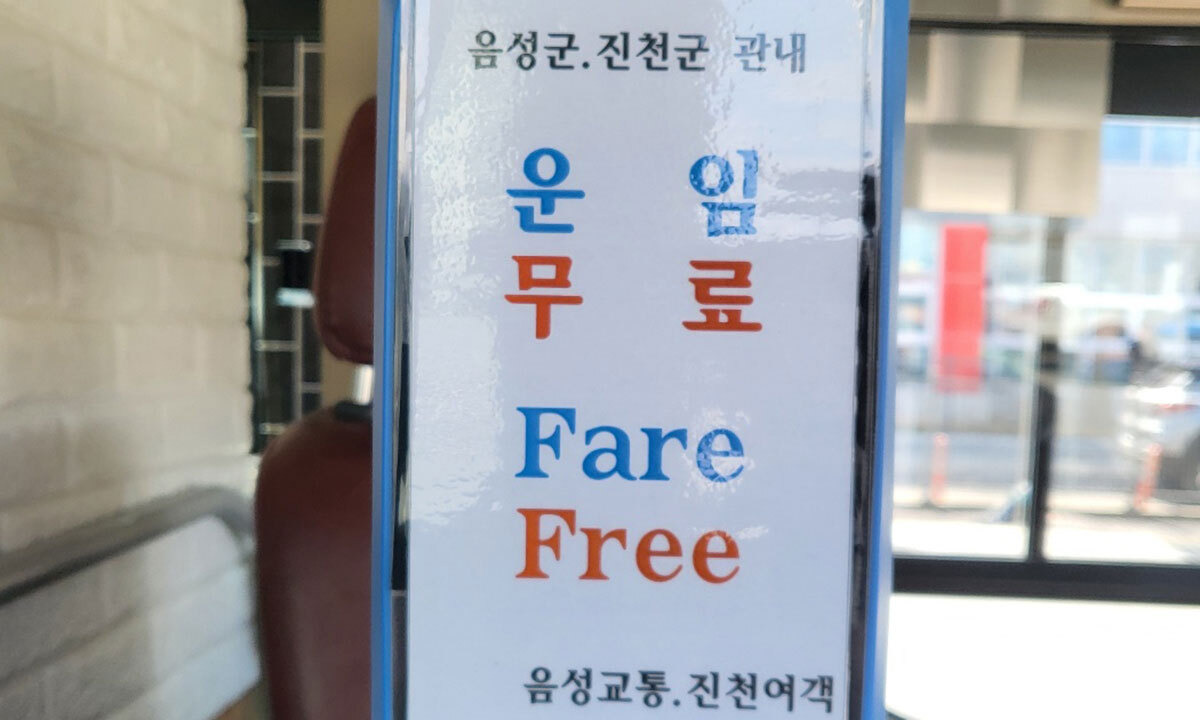 음성군.진천군 관내
운 임
무 료
Fare
Free
음성교통.진천여객